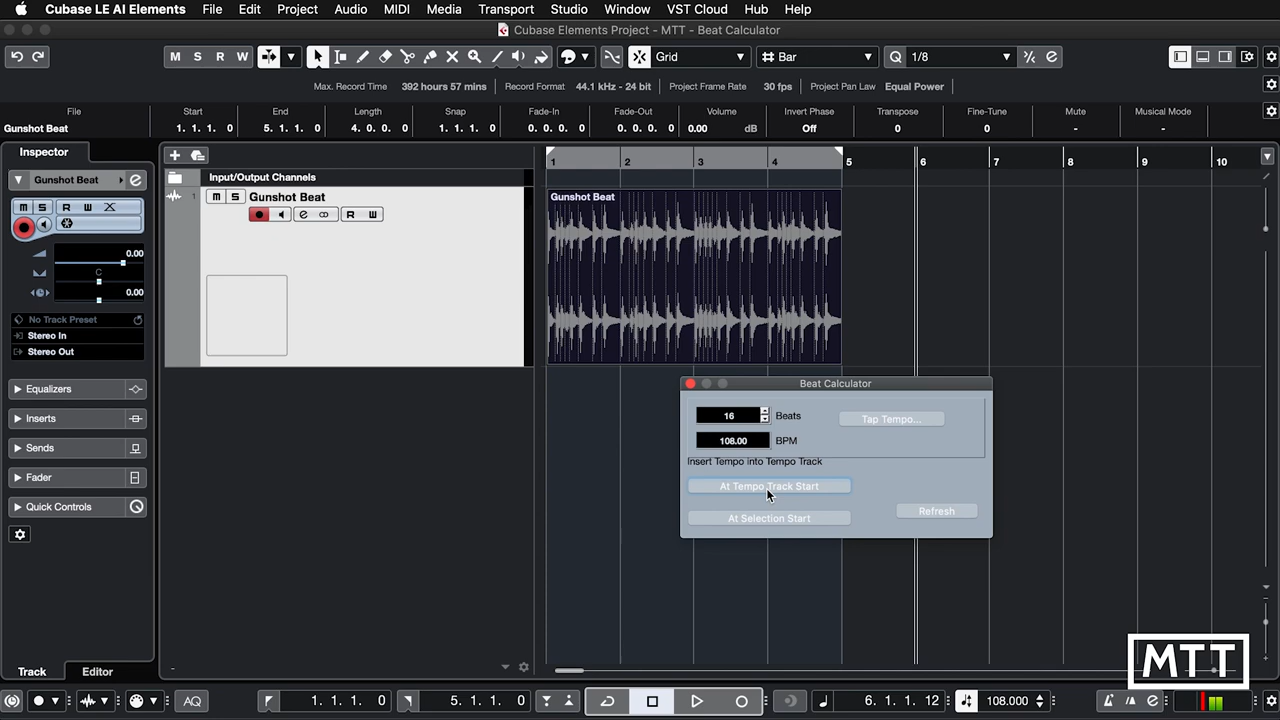 Cubase LE AI Elements File Edit Project Audio MIDI Media Transport Studio Window VST Cloud Hub Help
Cubase Elements Project - MTT - Beat Calculator
M S R W Grid Bar Q 1/8
Max. Record Time 392 hours 57 mins Record Format 44.1 kHz - 24 bit Project Frame Rate 30 fps Project Pan Law Equal Power
File Start End Length Snap Fade-In Fade-Out Volume Invert Phase Transpose Fine-Tune Mute Musical Mode
Gunshot Beat 1. 1. 1. 0 5. 1. 1. 0 4. 0. 0. 0 1. 1. 1. 0 0. 0. 0. 0 0. 0. 0. 0 0.00 dB Off 0 0 - -
Inspector
1 2 3 4 5 6 7 8 9 10
Input/Output Channels
Gunshot Beat e
1 M S Gunshot Beat
Gunshot Beat
M S R W
e R W
0.00
C
0.00
No Track Preset
Stereo In
Stereo Out
Equalizers
Inserts
Sends
Fader
Quick Controls
Beat Calculator
16 Beats Tap Tempo...
108.00 BPM
Insert Tempo into Tempo Track
At Tempo Track Start
At Selection Start
Refresh
Track Editor
MTT
AQ 1. 1. 1. 0 5. 1. 1. 0 6. 1. 1. 12 108.000